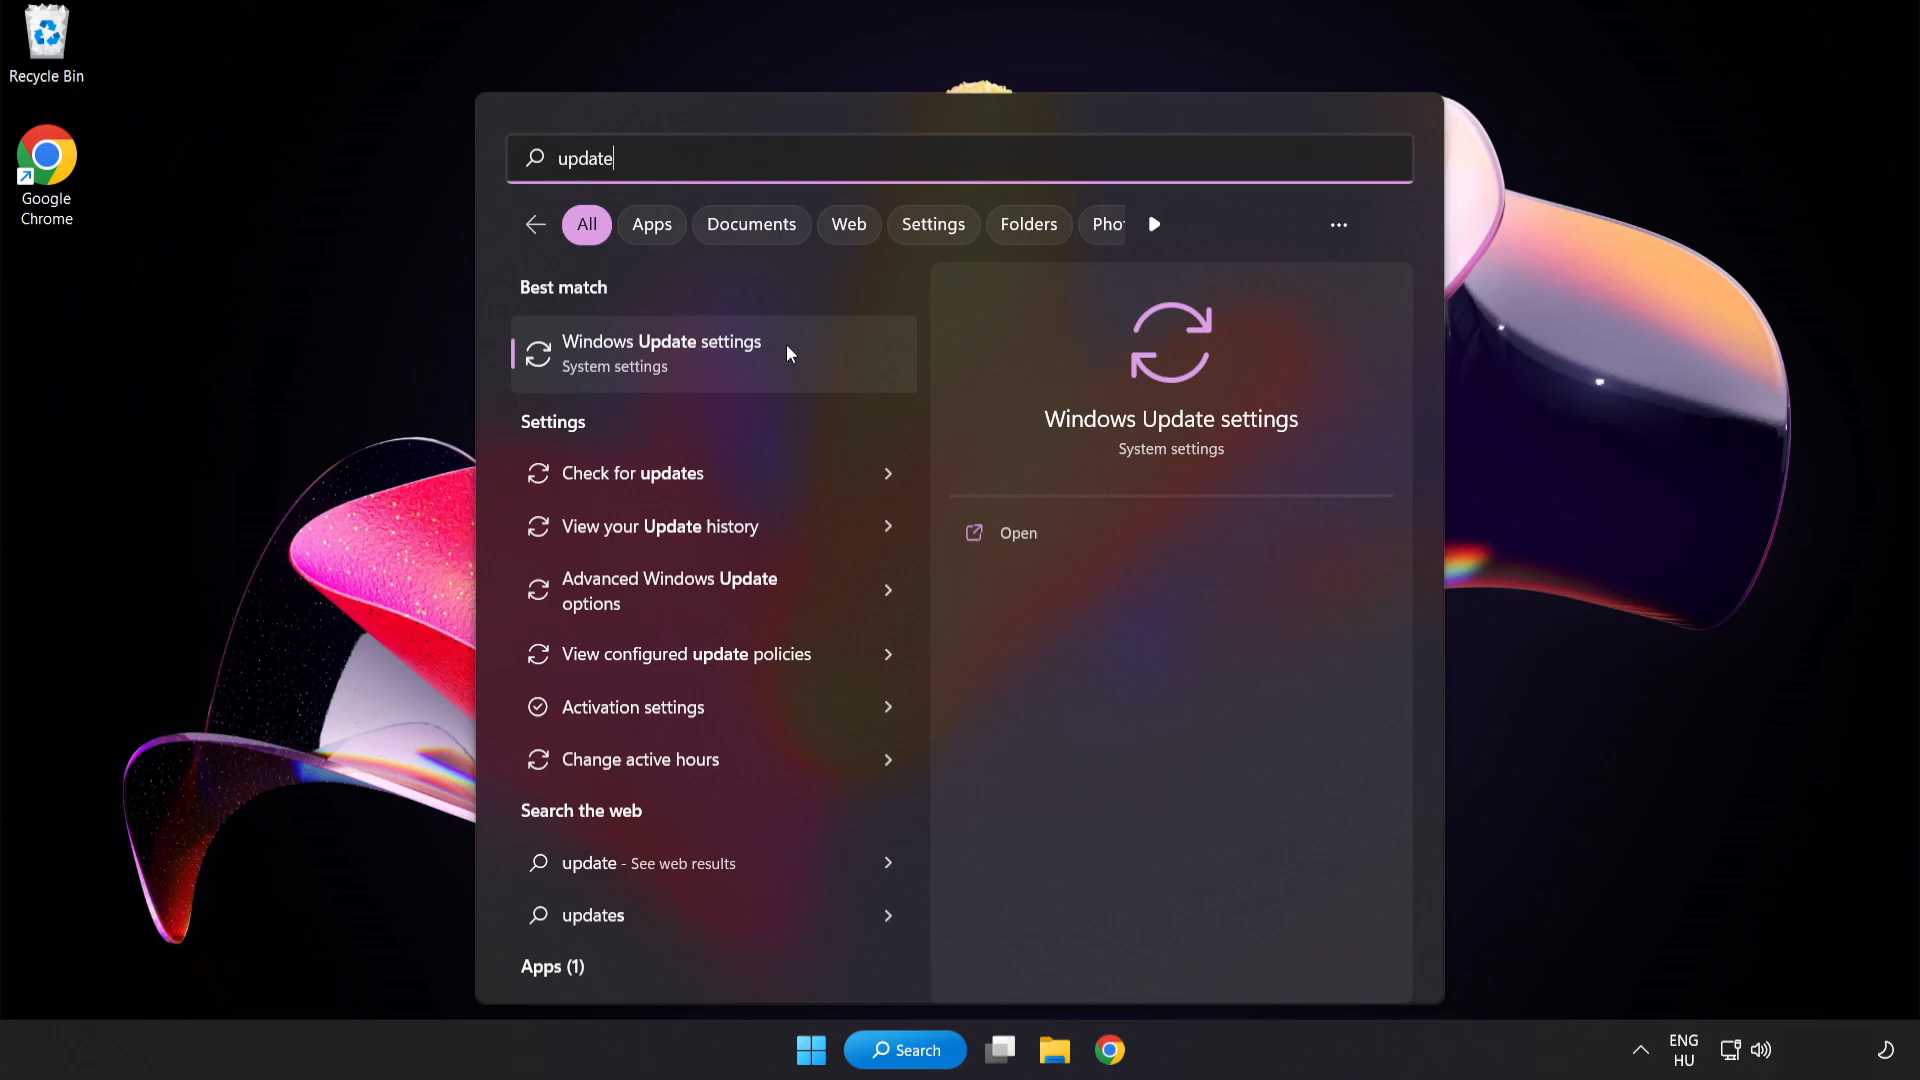 Recycle Bin
Google
Chrome
update
All
Apps
Documents
Web
Settings
Folders
Pho
Best match
Windows Update settings
System settings
Settings
Check for updates
View your Update history
Advanced Windows Update
options
View configured update policies
Activation settings
Change active hours
Search the web
update - See web results
updates
Apps (1)
Windows Update settings
System settings
Open
Search
ENG
HU